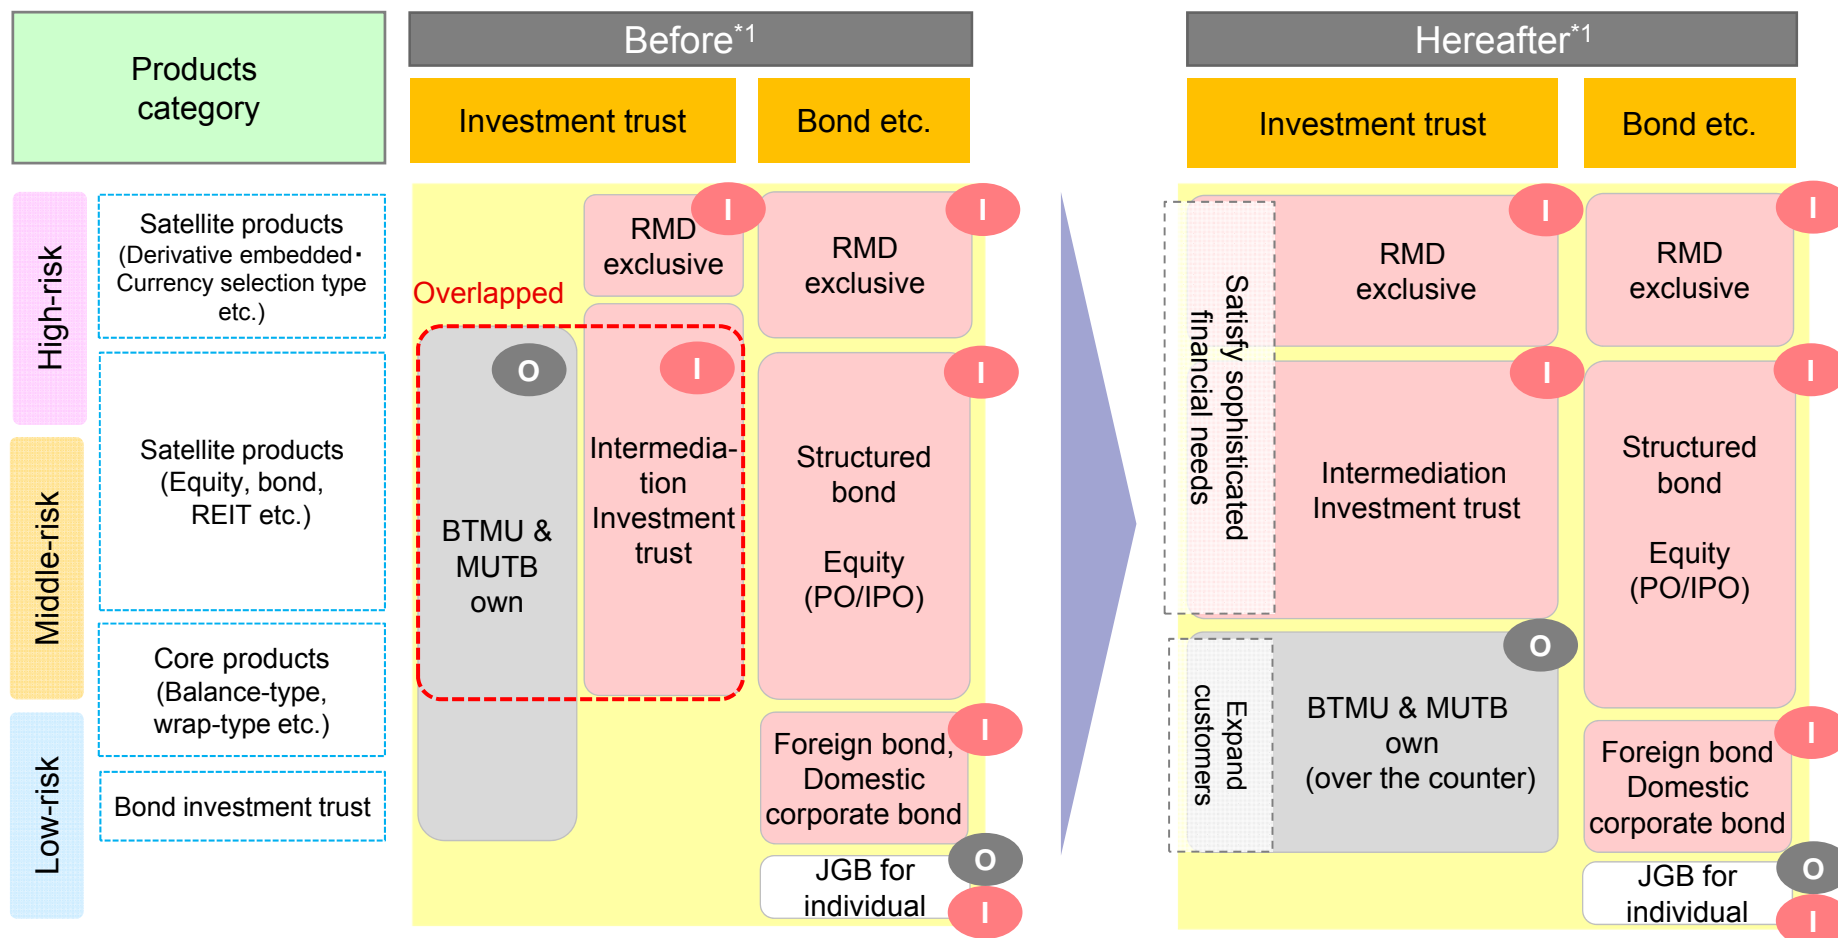 Products
category
Before*1
Investment trust
Bond etc.
Hereafter*1
Investment trust
Bond etc.
High-risk
Middle-risk
Low-risk
Satellite products
(Derivative embedded・
Currency selection type
etc.)
Satellite products
(Equity, bond,
REIT etc.)
Core products
(Balance-type,
wrap-type etc.)
Bond investment trust
Overlapped
O
BTMU &
MUTB
own
I
RMD
exclusive
I
Intermedia-
tion
Investment
trust
I
RMD
exclusive
I
Structured
bond
Equity
(PO/IPO)
I
Foreign bond,
Domestic
corporate bond
O
JGB for
individual
I
Satisfy sophisticated
financial needs
Expand
customers
I
RMD
exclusive
I
Intermediation
Investment trust
O
BTMU & MUTB
own
(over the counter)
I
RMD
exclusive
I
Structured
bond
Equity
(PO/IPO)
I
Foreign bond
Domestic
corporate bond
O
JGB for
individual
I